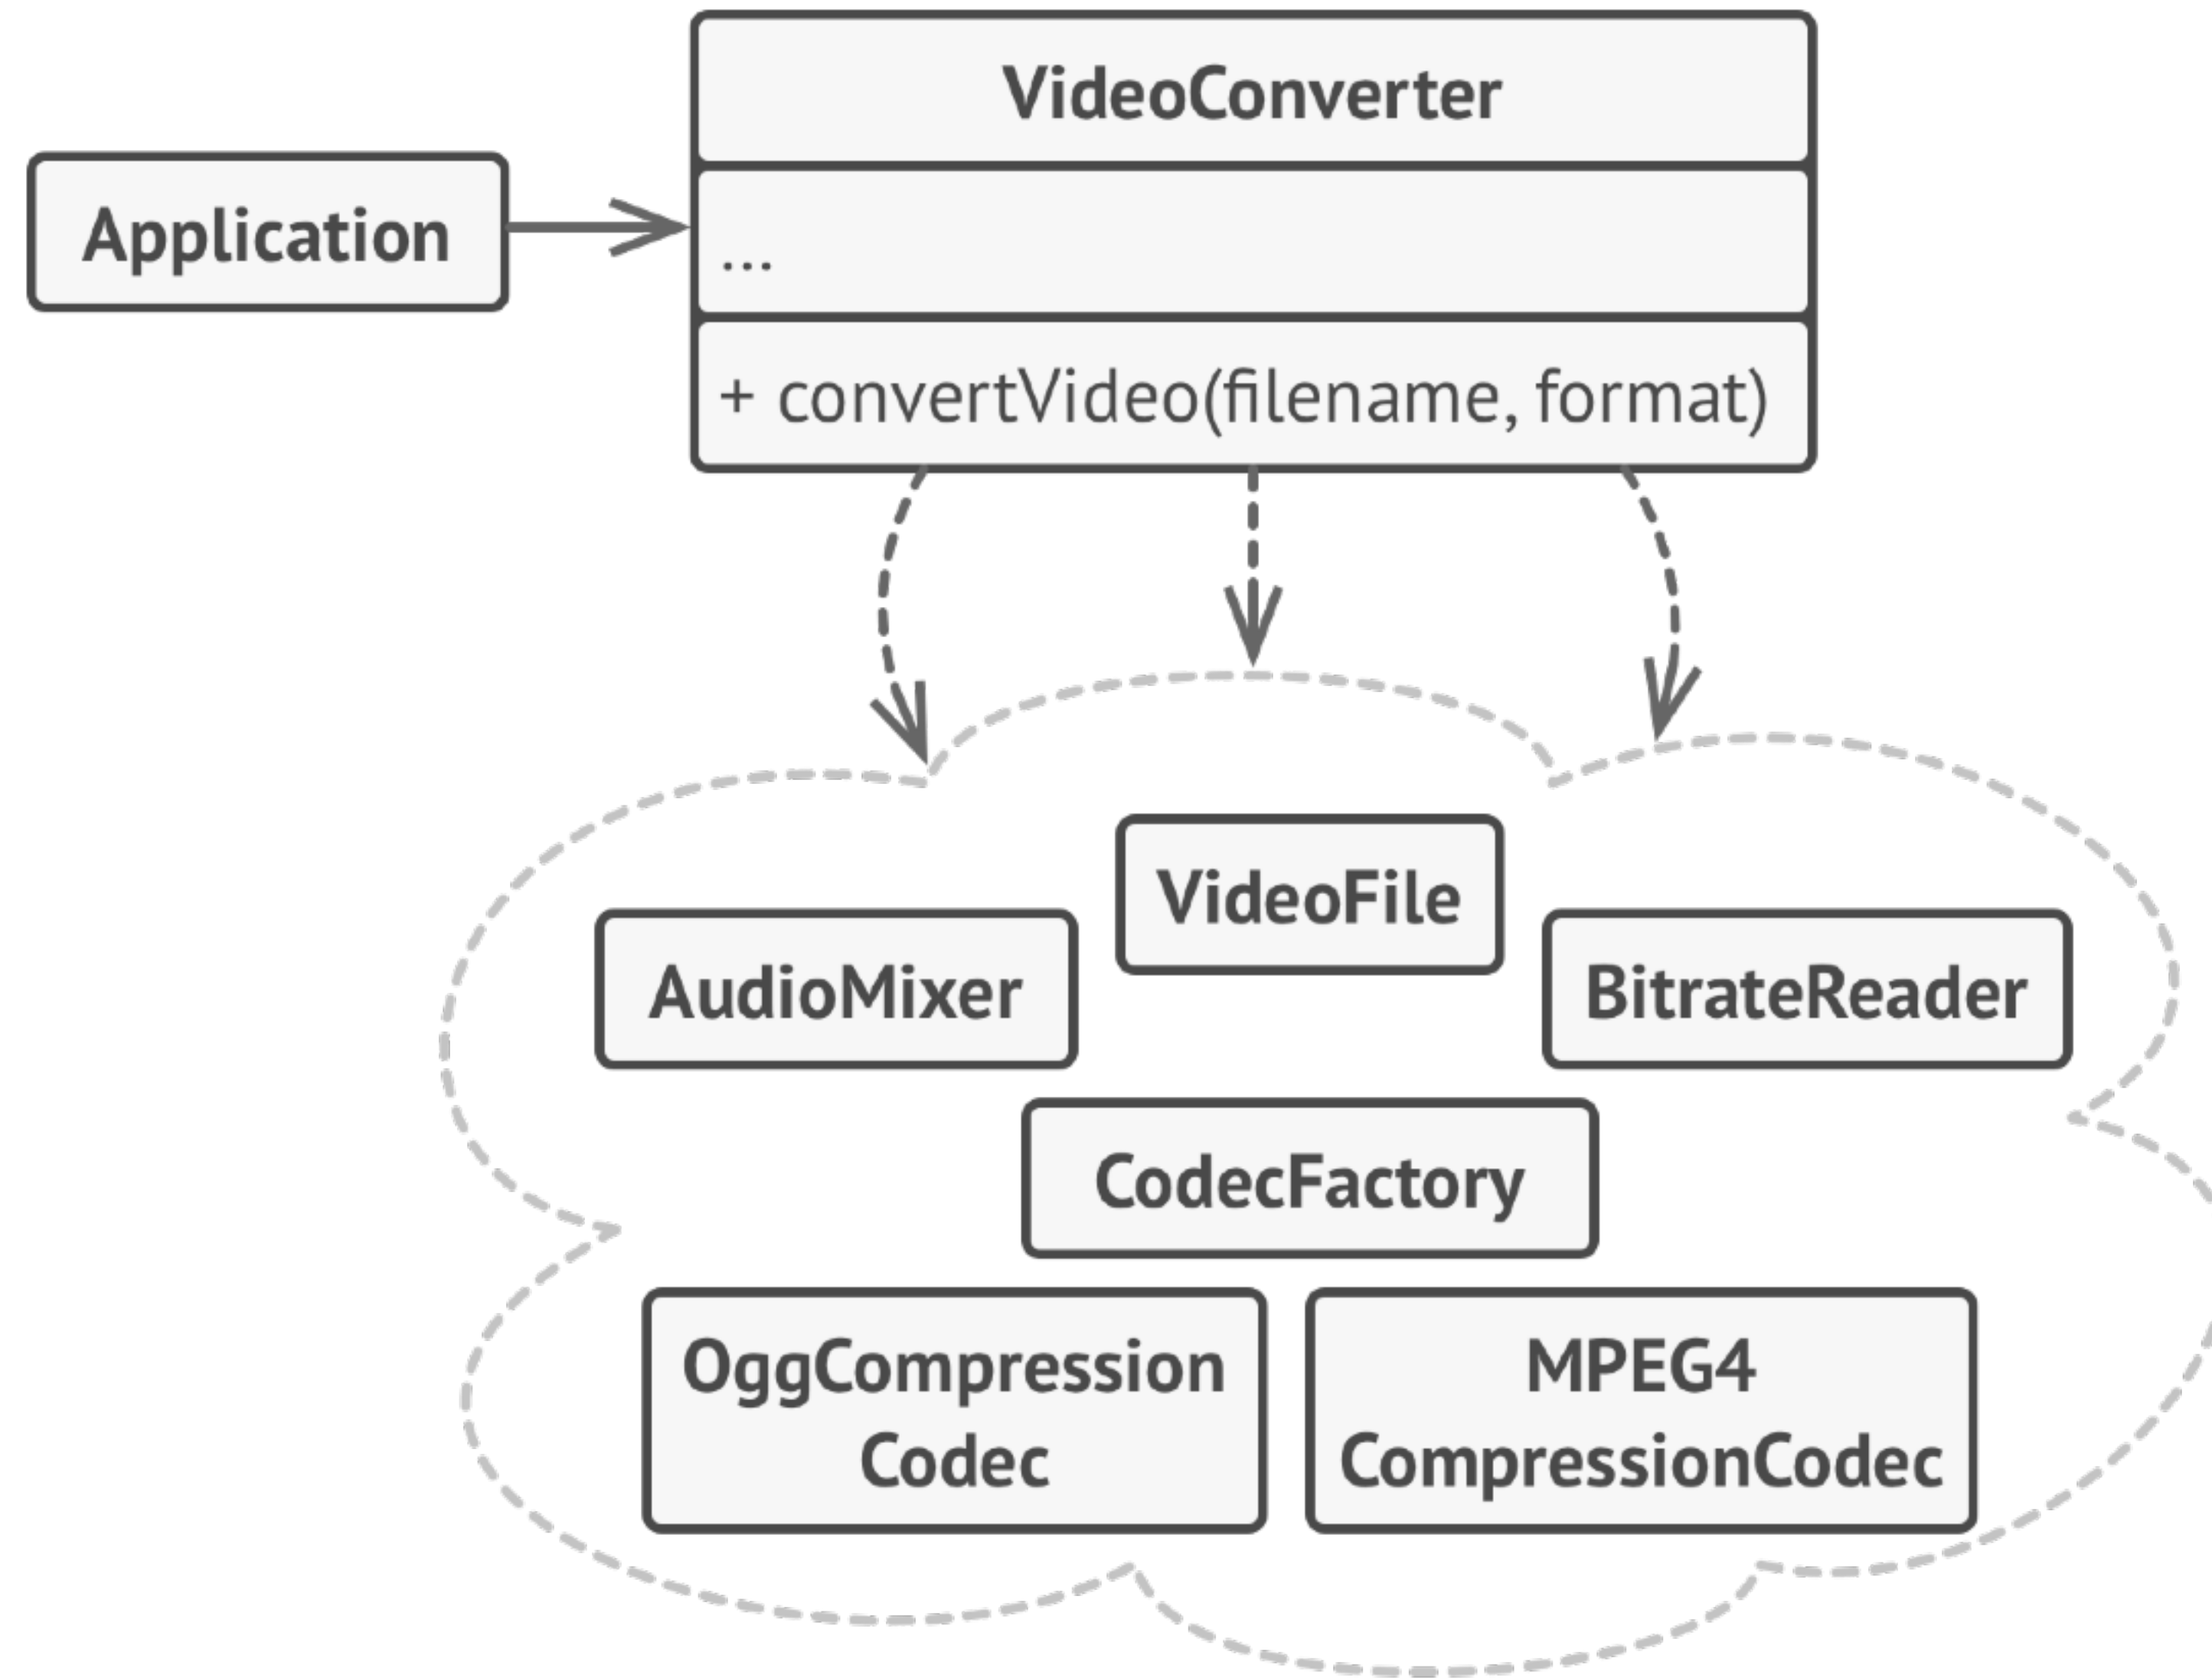 VideoConverter
Application
...
+ convertVideo(filename, format)
VideoFile
AudioMixer
BitrateReader
CodecFactory
OggCompression
Codec
MPEG4
CompressionCodec